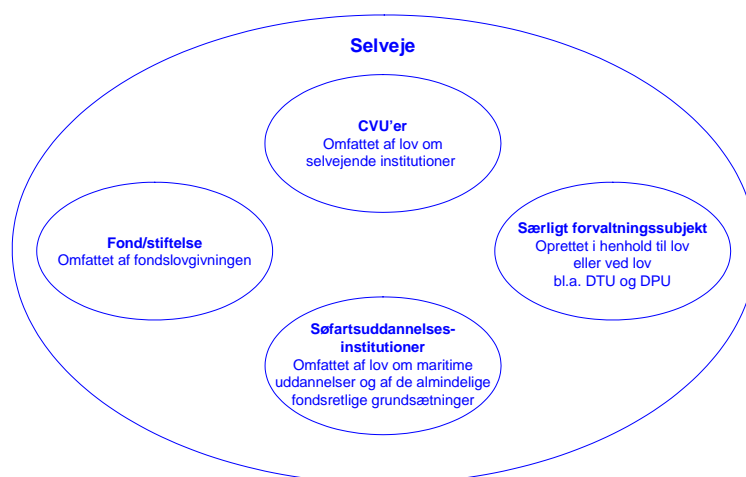 Selveje
CVU'er
Omfattet af lov om
selvejende institutioner
Fond/stiftelse
Omfattet af fondslovgivningen
Særligt forvaltningssubjekt
Oprettet i henhold til lov
eller ved lov
bl.a. DTU og DPU
Søfartsuddannelses-
institutioner
Omfattet af lov om maritime
uddannelser og af de almindelige
fondsretlige grundsætninger